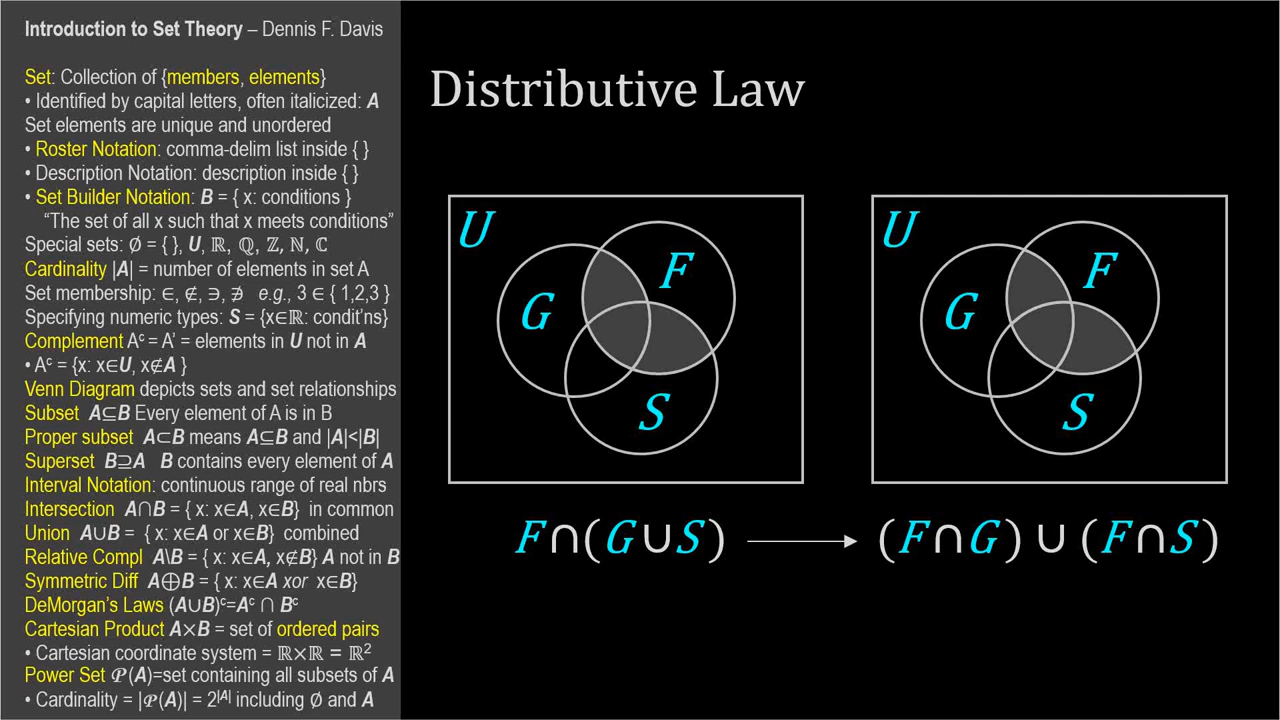 Introduction to Set Theory – Dennis F. Davis
Set: Collection of {members, elements}
• Identified by capital letters, often italicized: A
Set elements are unique and unordered
• Roster Notation: comma-delim list inside { }
• Description Notation: description inside { }
• Set Builder Notation: B = { x: conditions }
“The set of all x such that x meets conditions”
Special sets: ∅ = { }, U, ℝ, ℚ, ℤ, ℕ, ℂ
Cardinality |A| = number of elements in set A
Set membership: ∈, ∉, ∋, ∌ e.g., 3 ∈ { 1,2,3 }
Specifying numeric types: S = {x∈ℝ: condit’ns}
Complement Aᶜ = A’ = elements in U not in A
• Aᶜ = {x: x∈U, x∉A }
Venn Diagram depicts sets and set relationships
Subset A⊆B Every element of A is in B
Proper subset A⊂B means A⊆B and |A|<|B|
Superset B⊇A B contains every element of A
Interval Notation: continuous range of real nbrs
Intersection A∩B = { x: x∈A, x∈B} in common
Union A∪B = { x: x∈A or x∈B} combined
Relative Compl A\B = { x: x∈A, x∉B} A not in B
Symmetric Diff A⊕B = { x: x∈A xor x∈B}
DeMorgan’s Laws (A∪B)ᶜ=Aᶜ ∩ Bᶜ
Cartesian Product A×B = set of ordered pairs
• Cartesian coordinate system = ℝ×ℝ = ℝ²
Power Set 𝒫(A)=set containing all subsets of A
• Cardinality = |𝒫(A)| = 2^|A| including ∅ and A
Distributive Law
U
F
G
S
U
F
G
S
F∩(G∪S) → (F∩G) ∪ (F∩S)